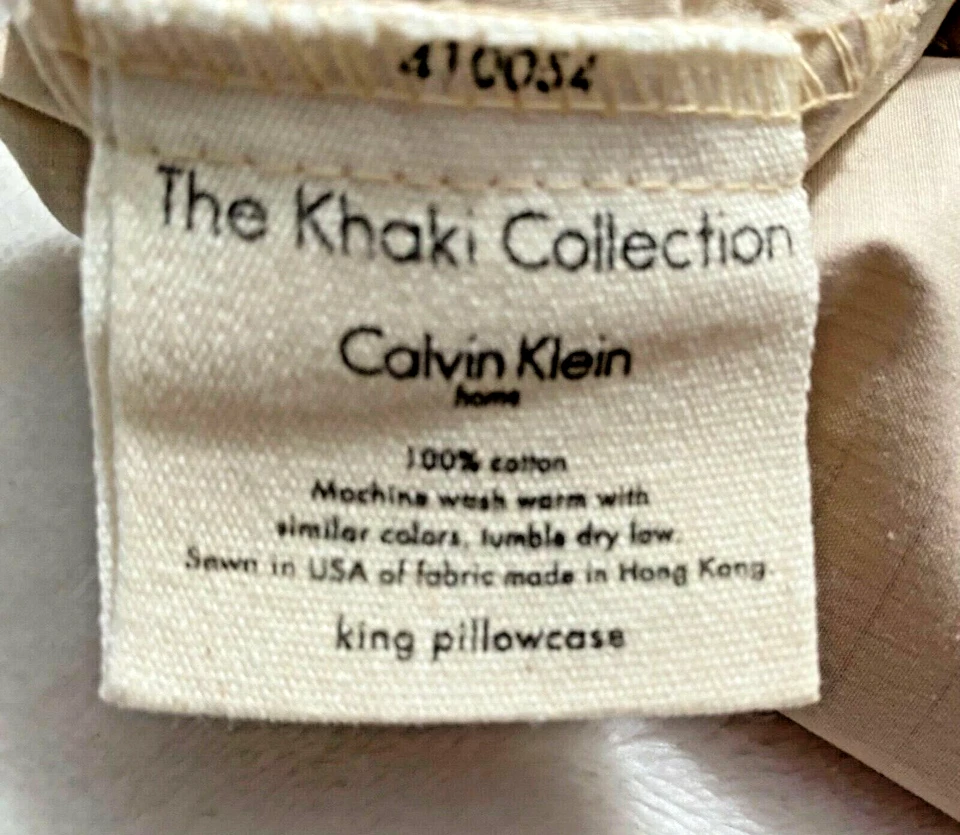 410052
The Khaki Collection
Calvin Klein
home
100% cotton
Machine wash warm with
similar colors, tumble dry low.
Sewn in USA of fabric made in Hong Kong.
king pillowcase